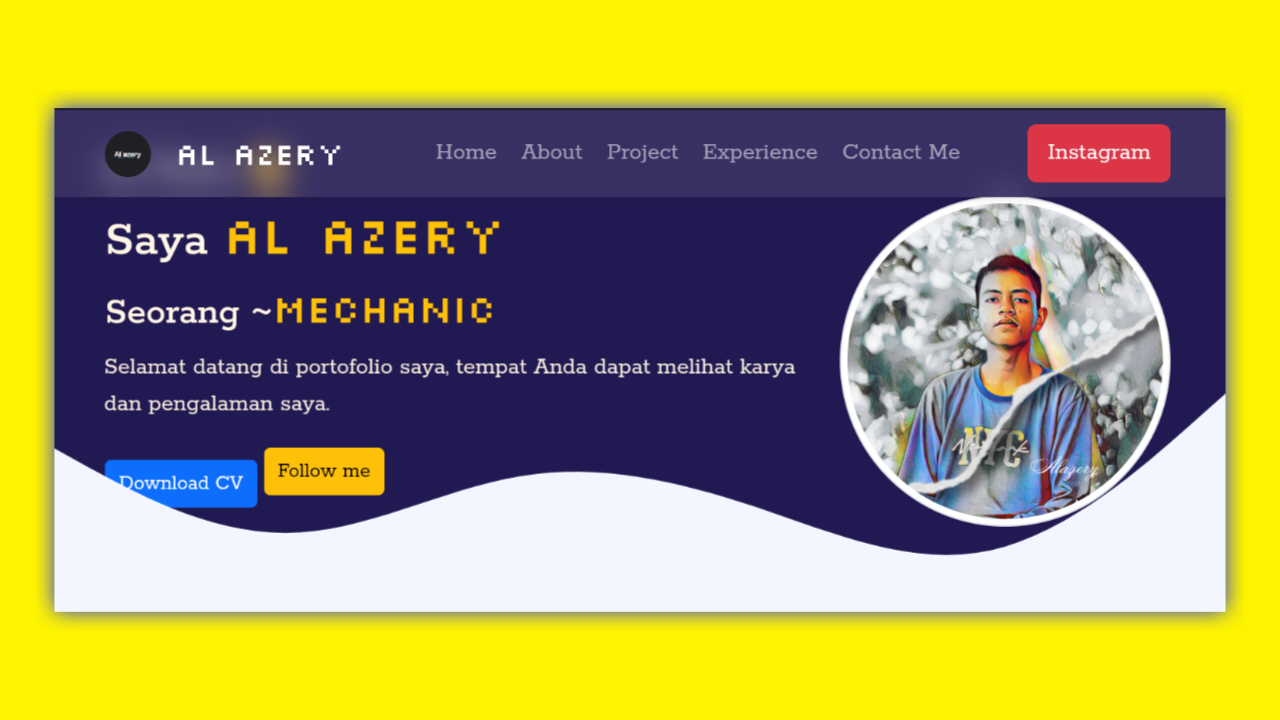 Al azery
AL AZERY
Home About Project Experience Contact Me
Instagram
Saya AL AZERY
Seorang ~MECHANIC
Selamat datang di portofolio saya, tempat Anda dapat melihat karya
dan pengalaman saya.
Download CV
Follow me
NYC
Alazery